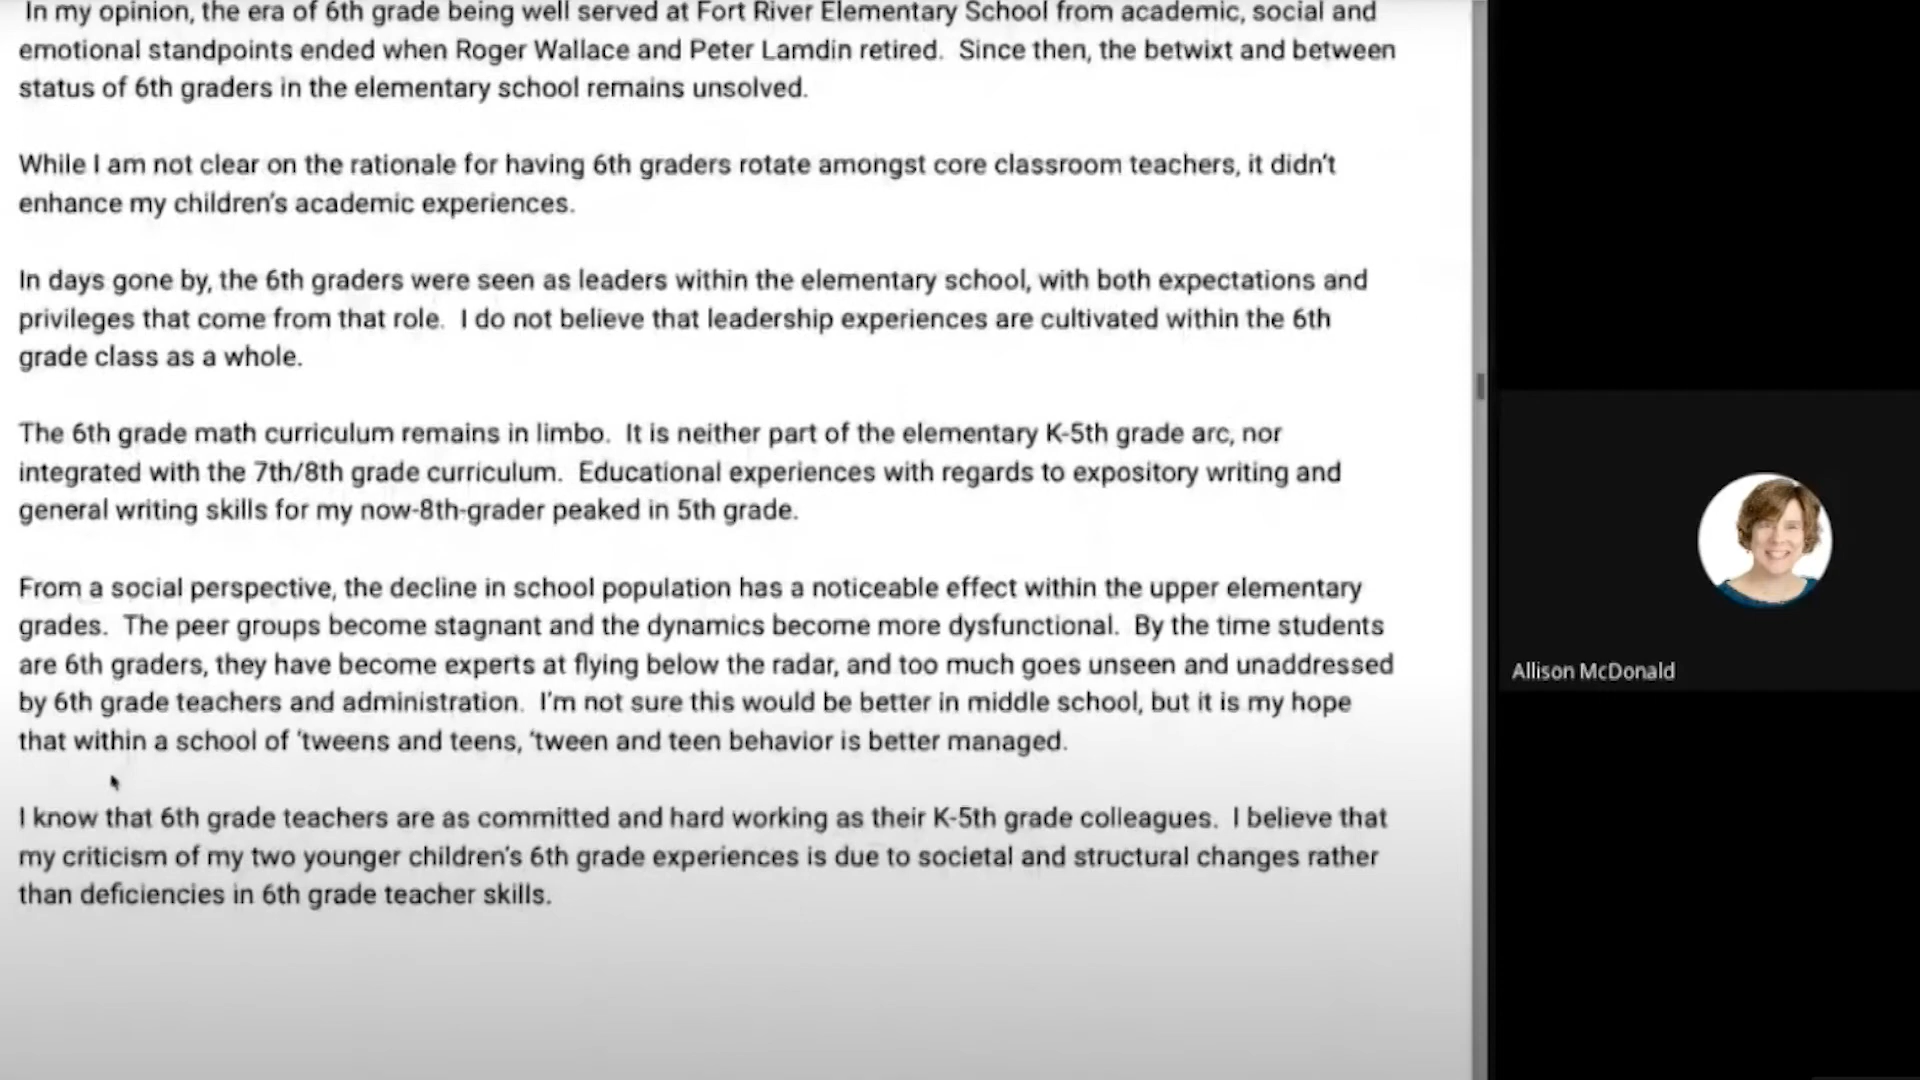 In my opinion, the era of 6th grade being well served at Fort River Elementary School from academic, social and
emotional standpoints ended when Roger Wallace and Peter Lamdin retired.  Since then, the betwixt and between
status of 6th graders in the elementary school remains unsolved.
While I am not clear on the rationale for having 6th graders rotate amongst core classroom teachers, it didn't
enhance my children's academic experiences.
In days gone by, the 6th graders were seen as leaders within the elementary school, with both expectations and
privileges that come from that role.  I do not believe that leadership experiences are cultivated within the 6th
grade class as a whole.
The 6th grade math curriculum remains in limbo.  It is neither part of the elementary K-5th grade arc, nor
integrated with the 7th/8th grade curriculum.  Educational experiences with regards to expository writing and
general writing skills for my now-8th-grader peaked in 5th grade.
From a social perspective, the decline in school population has a noticeable effect within the upper elementary
grades.  The peer groups become stagnant and the dynamics become more dysfunctional.  By the time students
are 6th graders, they have become experts at flying below the radar, and too much goes unseen and unaddressed
by 6th grade teachers and administration.  I'm not sure this would be better in middle school, but it is my hope
that within a school of 'tweens and teens, 'tween and teen behavior is better managed.
I know that 6th grade teachers are as committed and hard working as their K-5th grade colleagues.  I believe that
my criticism of my two younger children's 6th grade experiences is due to societal and structural changes rather
than deficiencies in 6th grade teacher skills.
Allison McDonald